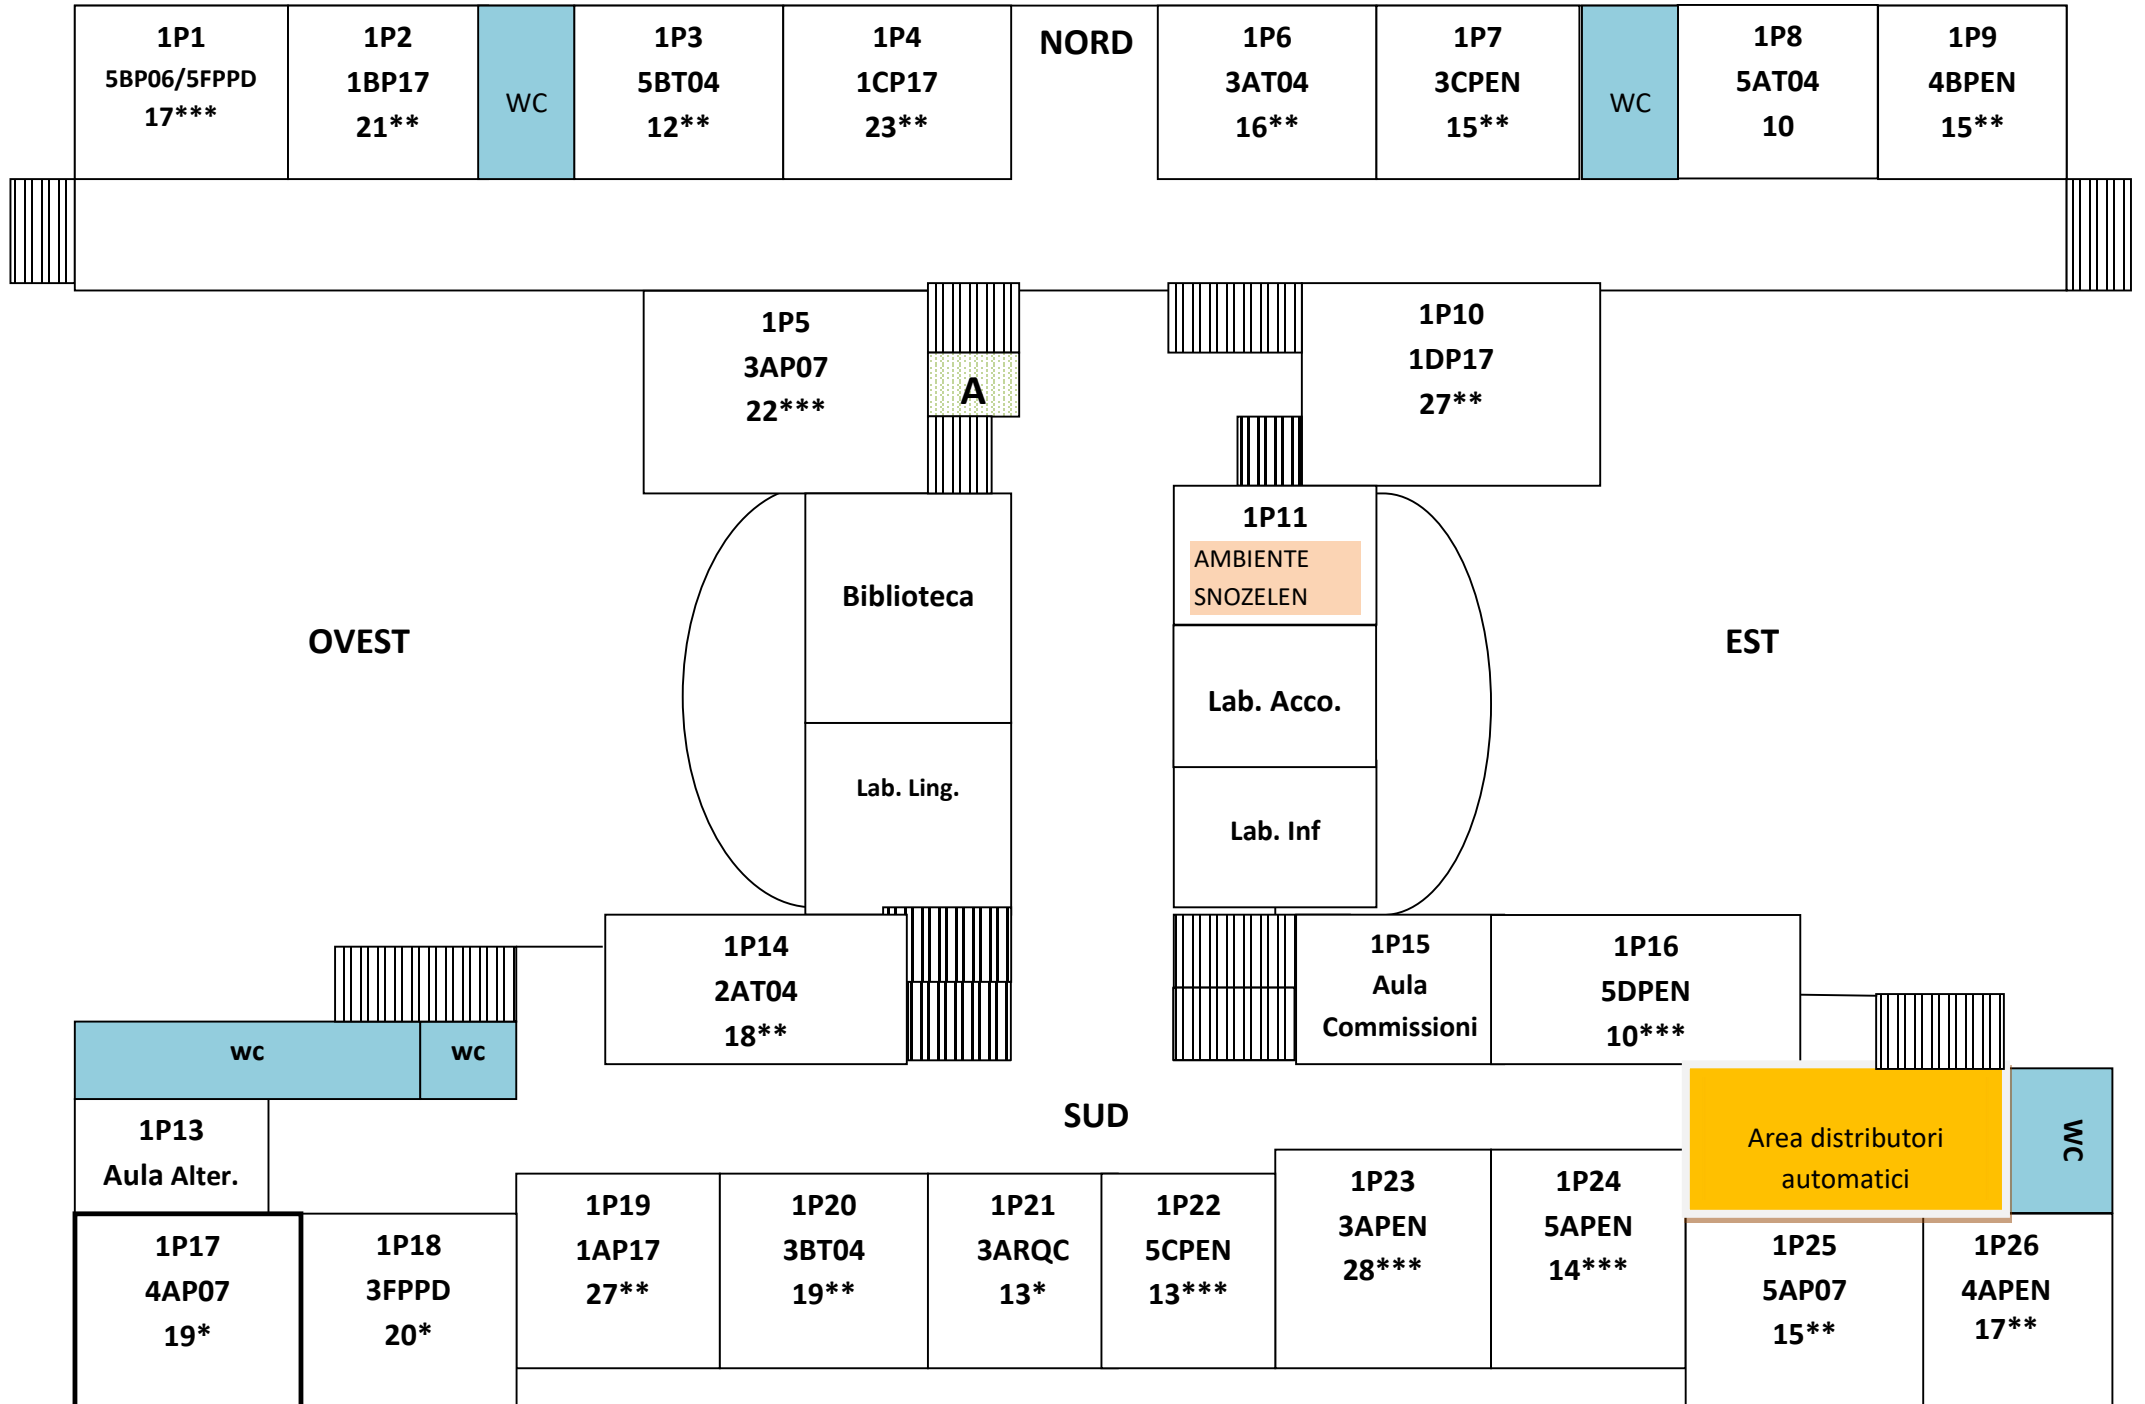 1P1
5BP06/5FPPD
17***
1P2
1BP17
21**
WC
1P3
5BT04
12**
1P4
1CP17
23**
NORD
1P6
3AT04
16**
1P7
3CPEN
15**
WC
1P8
5AT04
10
1P9
4BPEN
15**
1P5
3AP07
22***
A
1P10
1DP17
27**
1P11
AMBIENTE
SNOZELEN
Biblioteca
OVEST
EST
Lab. Acco.
Lab. Ling.
Lab. Inf
1P14
2AT04
18**
1P15
Aula
Commissioni
1P16
5DPEN
10***
wc
wc
SUD
1P13
Aula Alter.
Area distributori
automatici
WC
1P17
4AP07
19*
1P18
3FPPD
20*
1P19
1AP17
27**
1P20
3BT04
19**
1P21
3ARQC
13*
1P22
5CPEN
13***
1P23
3APEN
28***
1P24
5APEN
14***
1P25
5AP07
15**
1P26
4APEN
17**